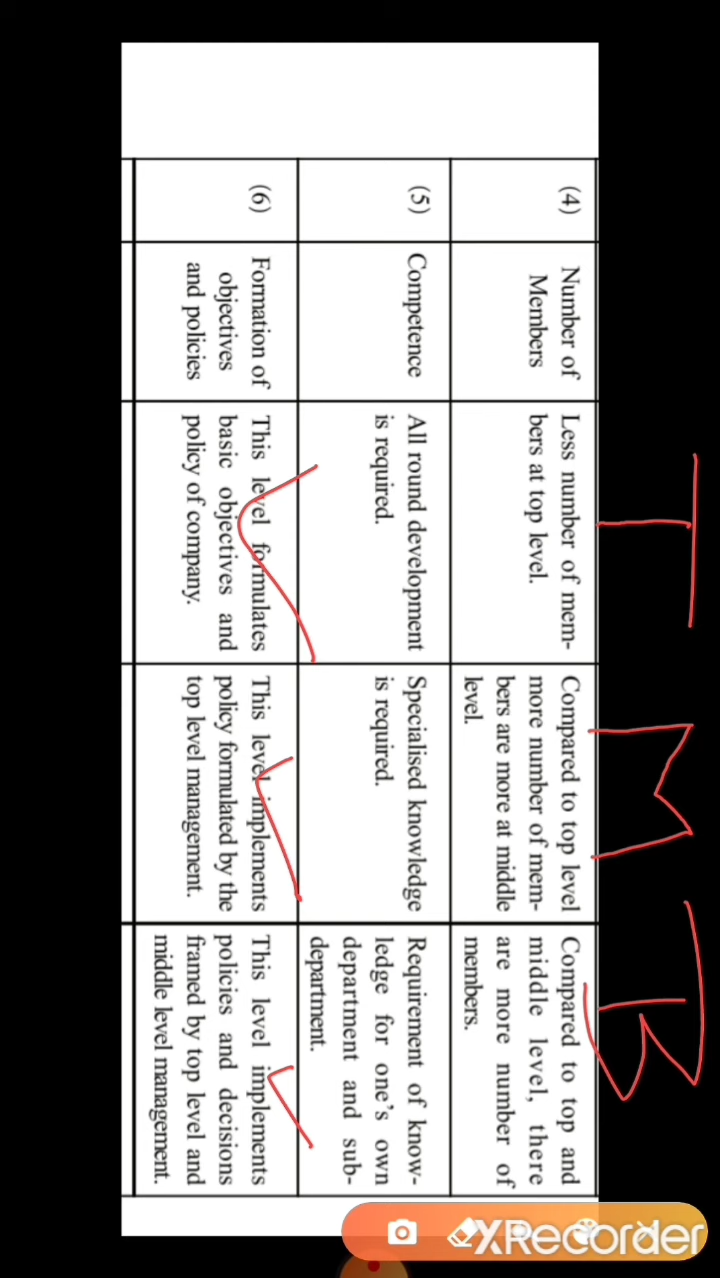 T M B
(4) Number of Members
Less number of mem-
bers at top level.
Compared to top level
more number of mem-
bers are more at middle
level.
Compared to top and
middle level, there
are more number of
members.
(5) Competence
All round development
is required.
Specialised knowledge
is required.
Requirement of know-
ledge for one's own
department and sub-
department.
(6) Formation of
objectives
and policies
This level formulates
basic objectives and
policy of company.
This level implements
policy formulated by the
top level management.
This level implements
policies and decisions
framed by top level and
middle level management.
XRecorder